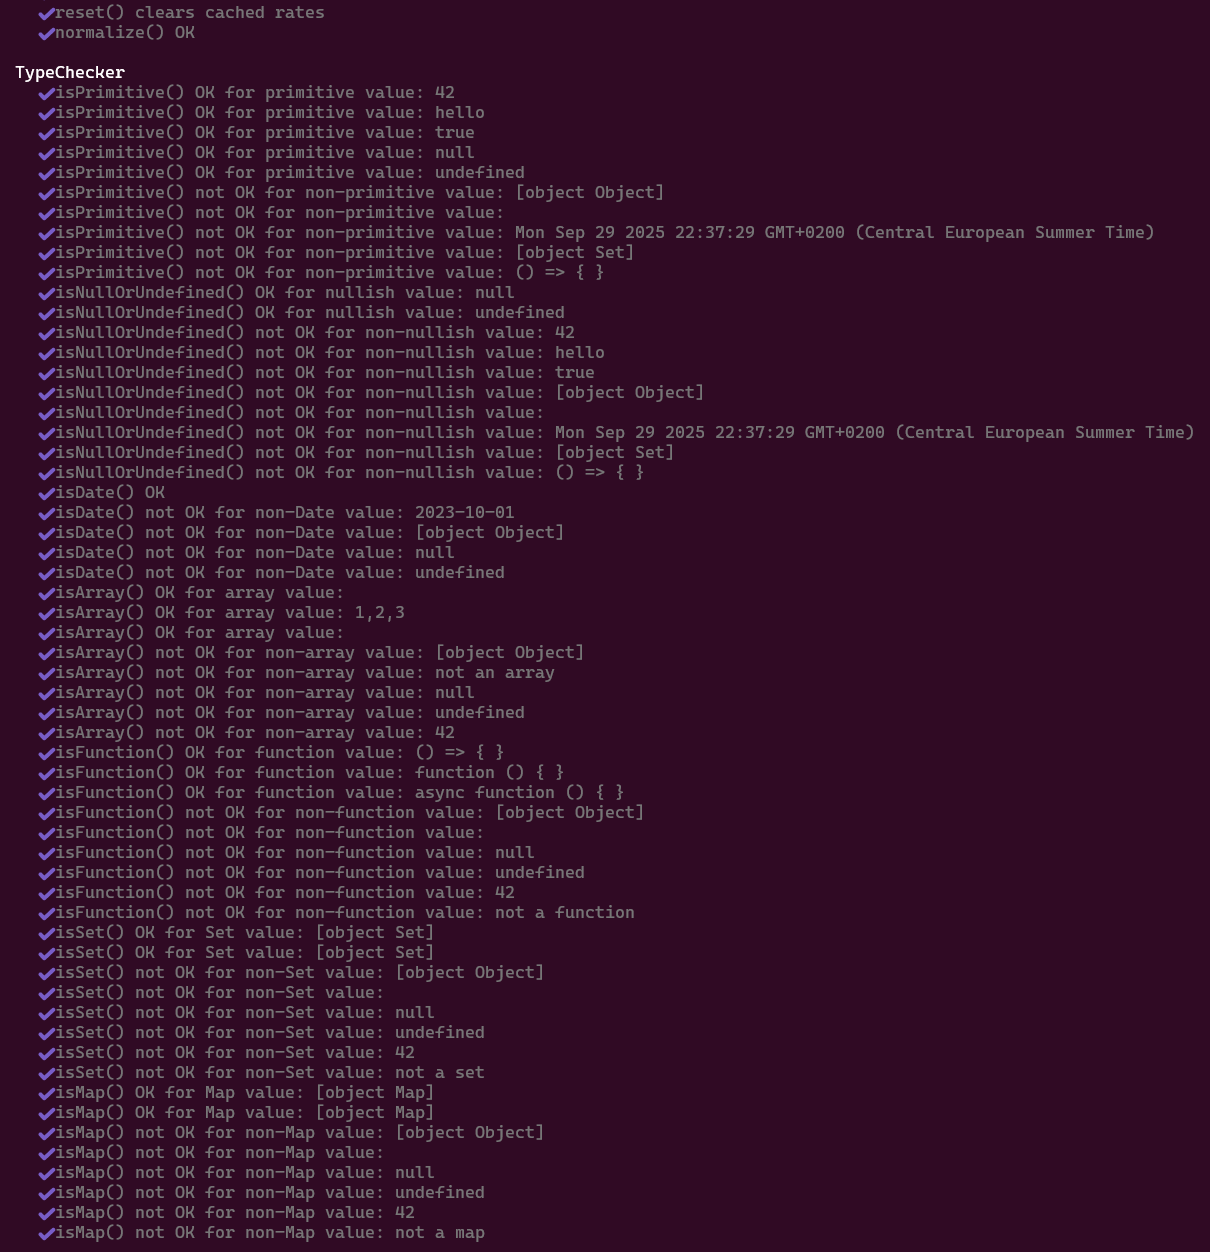 ✔reset() clears cached rates
✔normalize() OK
TypeChecker
✔isPrimitive() OK for primitive value: 42
✔isPrimitive() OK for primitive value: hello
✔isPrimitive() OK for primitive value: true
✔isPrimitive() OK for primitive value: null
✔isPrimitive() OK for primitive value: undefined
✔isPrimitive() not OK for non-primitive value: [object Object]
✔isPrimitive() not OK for non-primitive value:
✔isPrimitive() not OK for non-primitive value: Mon Sep 29 2025 22:37:29 GMT+0200 (Central European Summer Time)
✔isPrimitive() not OK for non-primitive value: [object Set]
✔isPrimitive() not OK for non-primitive value: () => { }
✔isNullOrUndefined() OK for nullish value: null
✔isNullOrUndefined() OK for nullish value: undefined
✔isNullOrUndefined() not OK for non-nullish value: 42
✔isNullOrUndefined() not OK for non-nullish value: hello
✔isNullOrUndefined() not OK for non-nullish value: true
✔isNullOrUndefined() not OK for non-nullish value: [object Object]
✔isNullOrUndefined() not OK for non-nullish value:
✔isNullOrUndefined() not OK for non-nullish value: Mon Sep 29 2025 22:37:29 GMT+0200 (Central European Summer Time)
✔isNullOrUndefined() not OK for non-nullish value: [object Set]
✔isNullOrUndefined() not OK for non-nullish value: () => { }
✔isDate() OK
✔isDate() not OK for non-Date value: 2023-10-01
✔isDate() not OK for non-Date value: [object Object]
✔isDate() not OK for non-Date value: null
✔isDate() not OK for non-Date value: undefined
✔isArray() OK for array value:
✔isArray() OK for array value: 1,2,3
✔isArray() OK for array value:
✔isArray() not OK for non-array value: [object Object]
✔isArray() not OK for non-array value: not an array
✔isArray() not OK for non-array value: null
✔isArray() not OK for non-array value: undefined
✔isArray() not OK for non-array value: 42
✔isFunction() OK for function value: () => { }
✔isFunction() OK for function value: function () { }
✔isFunction() OK for function value: async function () { }
✔isFunction() not OK for non-function value: [object Object]
✔isFunction() not OK for non-function value:
✔isFunction() not OK for non-function value: null
✔isFunction() not OK for non-function value: undefined
✔isFunction() not OK for non-function value: 42
✔isFunction() not OK for non-function value: not a function
✔isSet() OK for Set value: [object Set]
✔isSet() OK for Set value: [object Set]
✔isSet() not OK for non-Set value: [object Object]
✔isSet() not OK for non-Set value:
✔isSet() not OK for non-Set value: null
✔isSet() not OK for non-Set value: undefined
✔isSet() not OK for non-Set value: 42
✔isSet() not OK for non-Set value: not a set
✔isMap() OK for Map value: [object Map]
✔isMap() OK for Map value: [object Map]
✔isMap() not OK for non-Map value: [object Object]
✔isMap() not OK for non-Map value:
✔isMap() not OK for non-Map value: null
✔isMap() not OK for non-Map value: undefined
✔isMap() not OK for non-Map value: 42
✔isMap() not OK for non-Map value: not a map